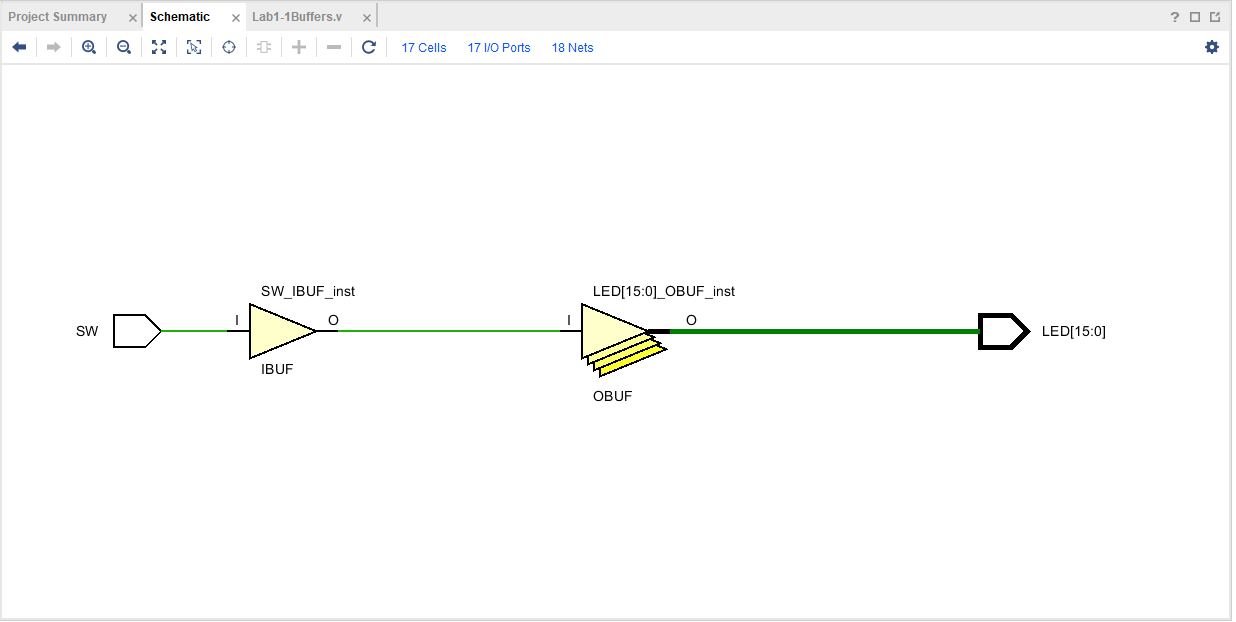 Project Summary × Schematic × Lab1-1Buffers.v × ?
17 Cells 17 I/O Ports 18 Nets
SW_IBUF_inst LED[15:0]_OBUF_inst
I O I O
SW LED[15:0]
IBUF
OBUF